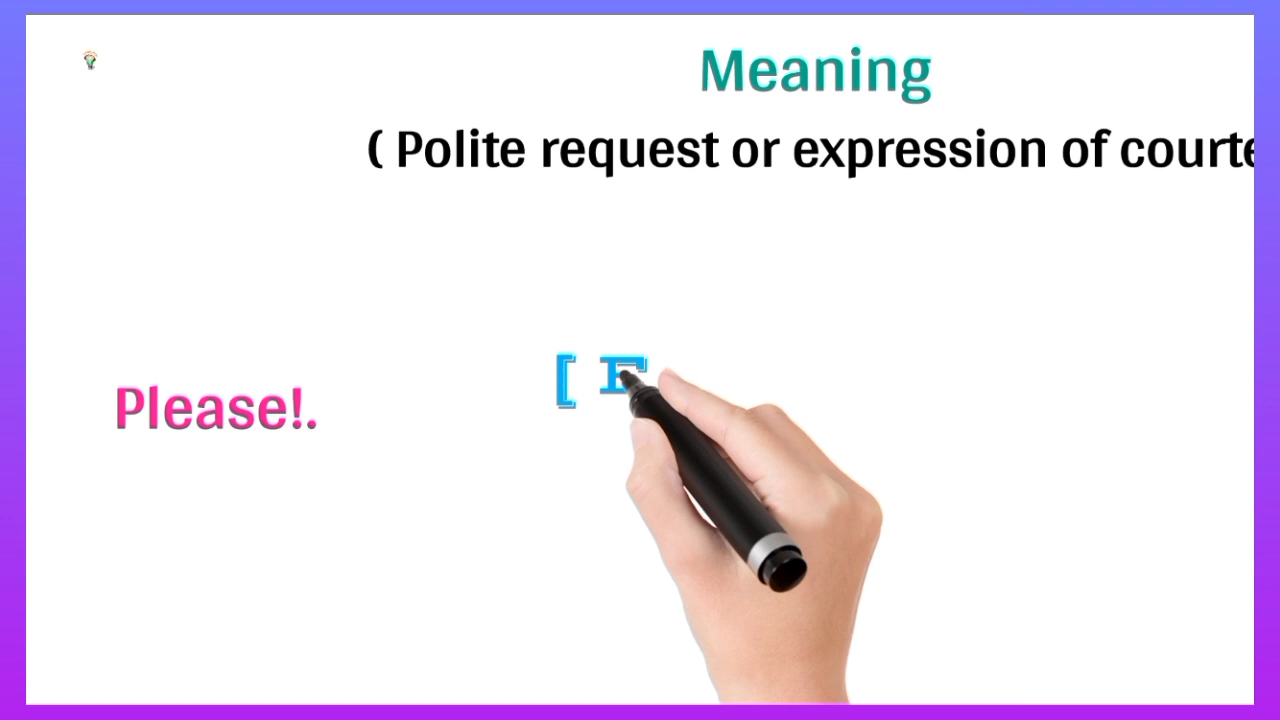 Meaning
( Polite request or expression of courte
Please!.
[